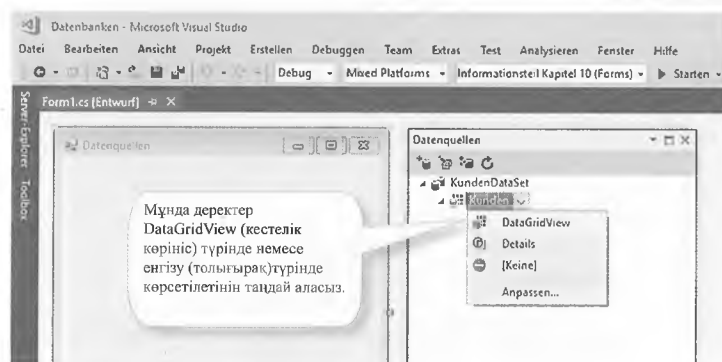 Datenbanken - Microsoft Visual Studio
Datei Bearbeiten Ansicht Projekt Erstellen Debuggen Team Extras Test Analysieren Fenster Hilfe
Debug Mixed Platforms Informationsteil Kapitel 10 (Forms) Starten
Form1.cs [Entwurf]
Server-Explorer
Toolbox
Datenquellen
Datenquellen
KundenDataSet
Kunden
DataGridView
Details
[Keine]
Anpassen...
Мұнда деректер
DataGridView (кестелік
көрініс) түрінде немесе
енгізу (толығырақ)түрінде
көрсетілетінін таңдай аласыз.